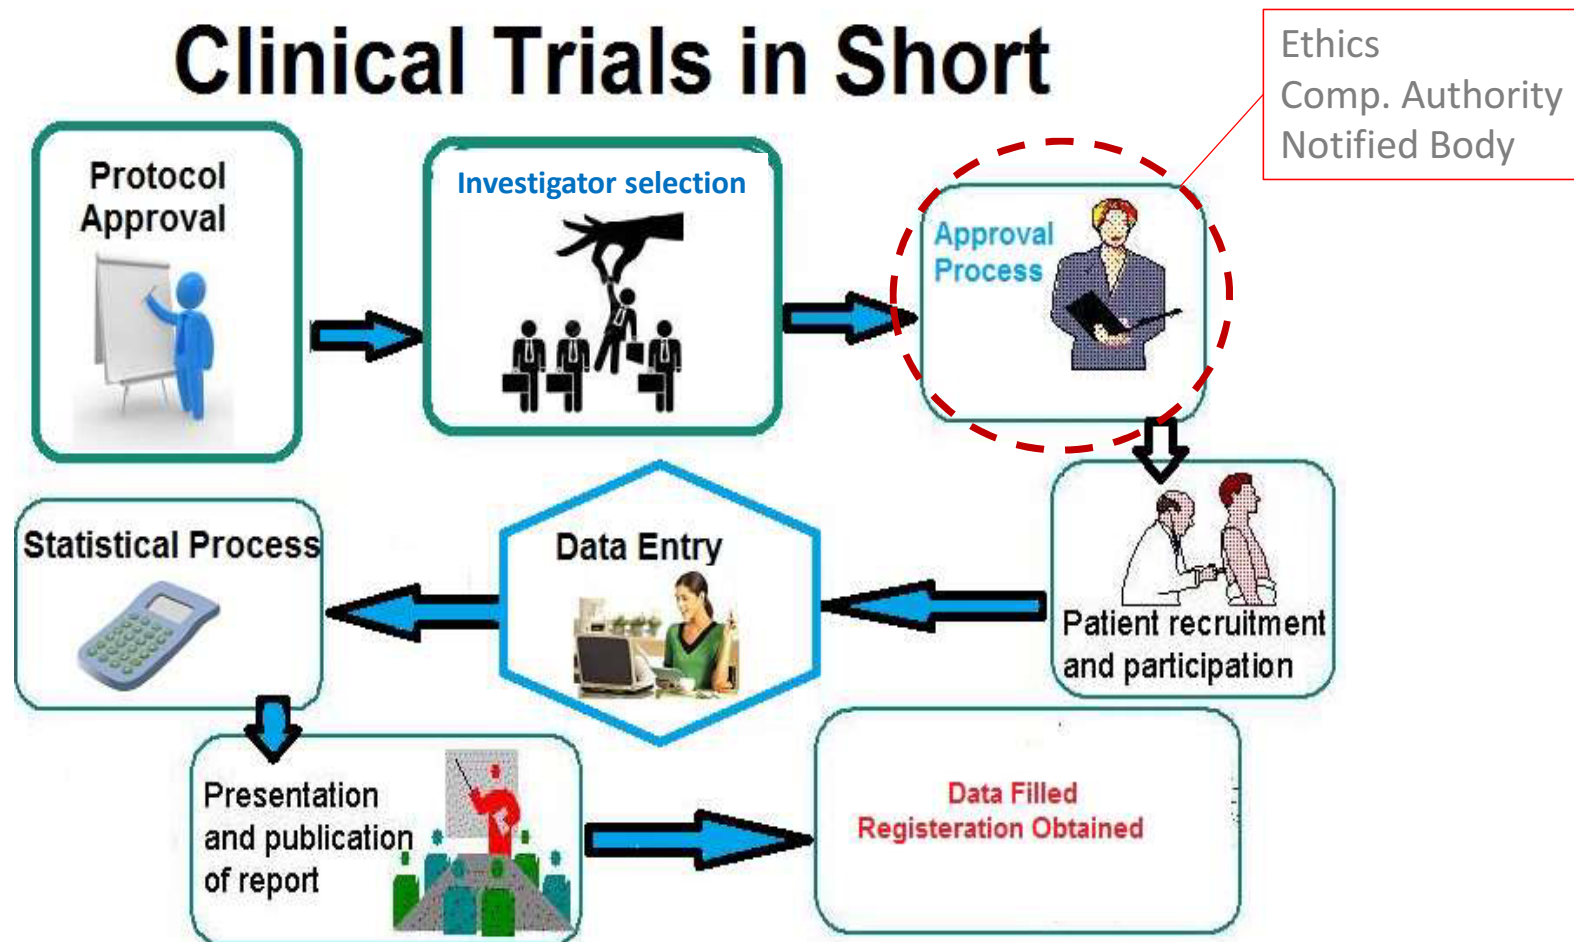 Clinical Trials in Short
Ethics
Comp. Authority
Notified Body
Protocol
Approval
Investigator selection
Approval
Process
Patient recruitment
and participation
Data Entry
Statistical Process
Presentation
and publication
of report
Data Filled
Registeration Obtained